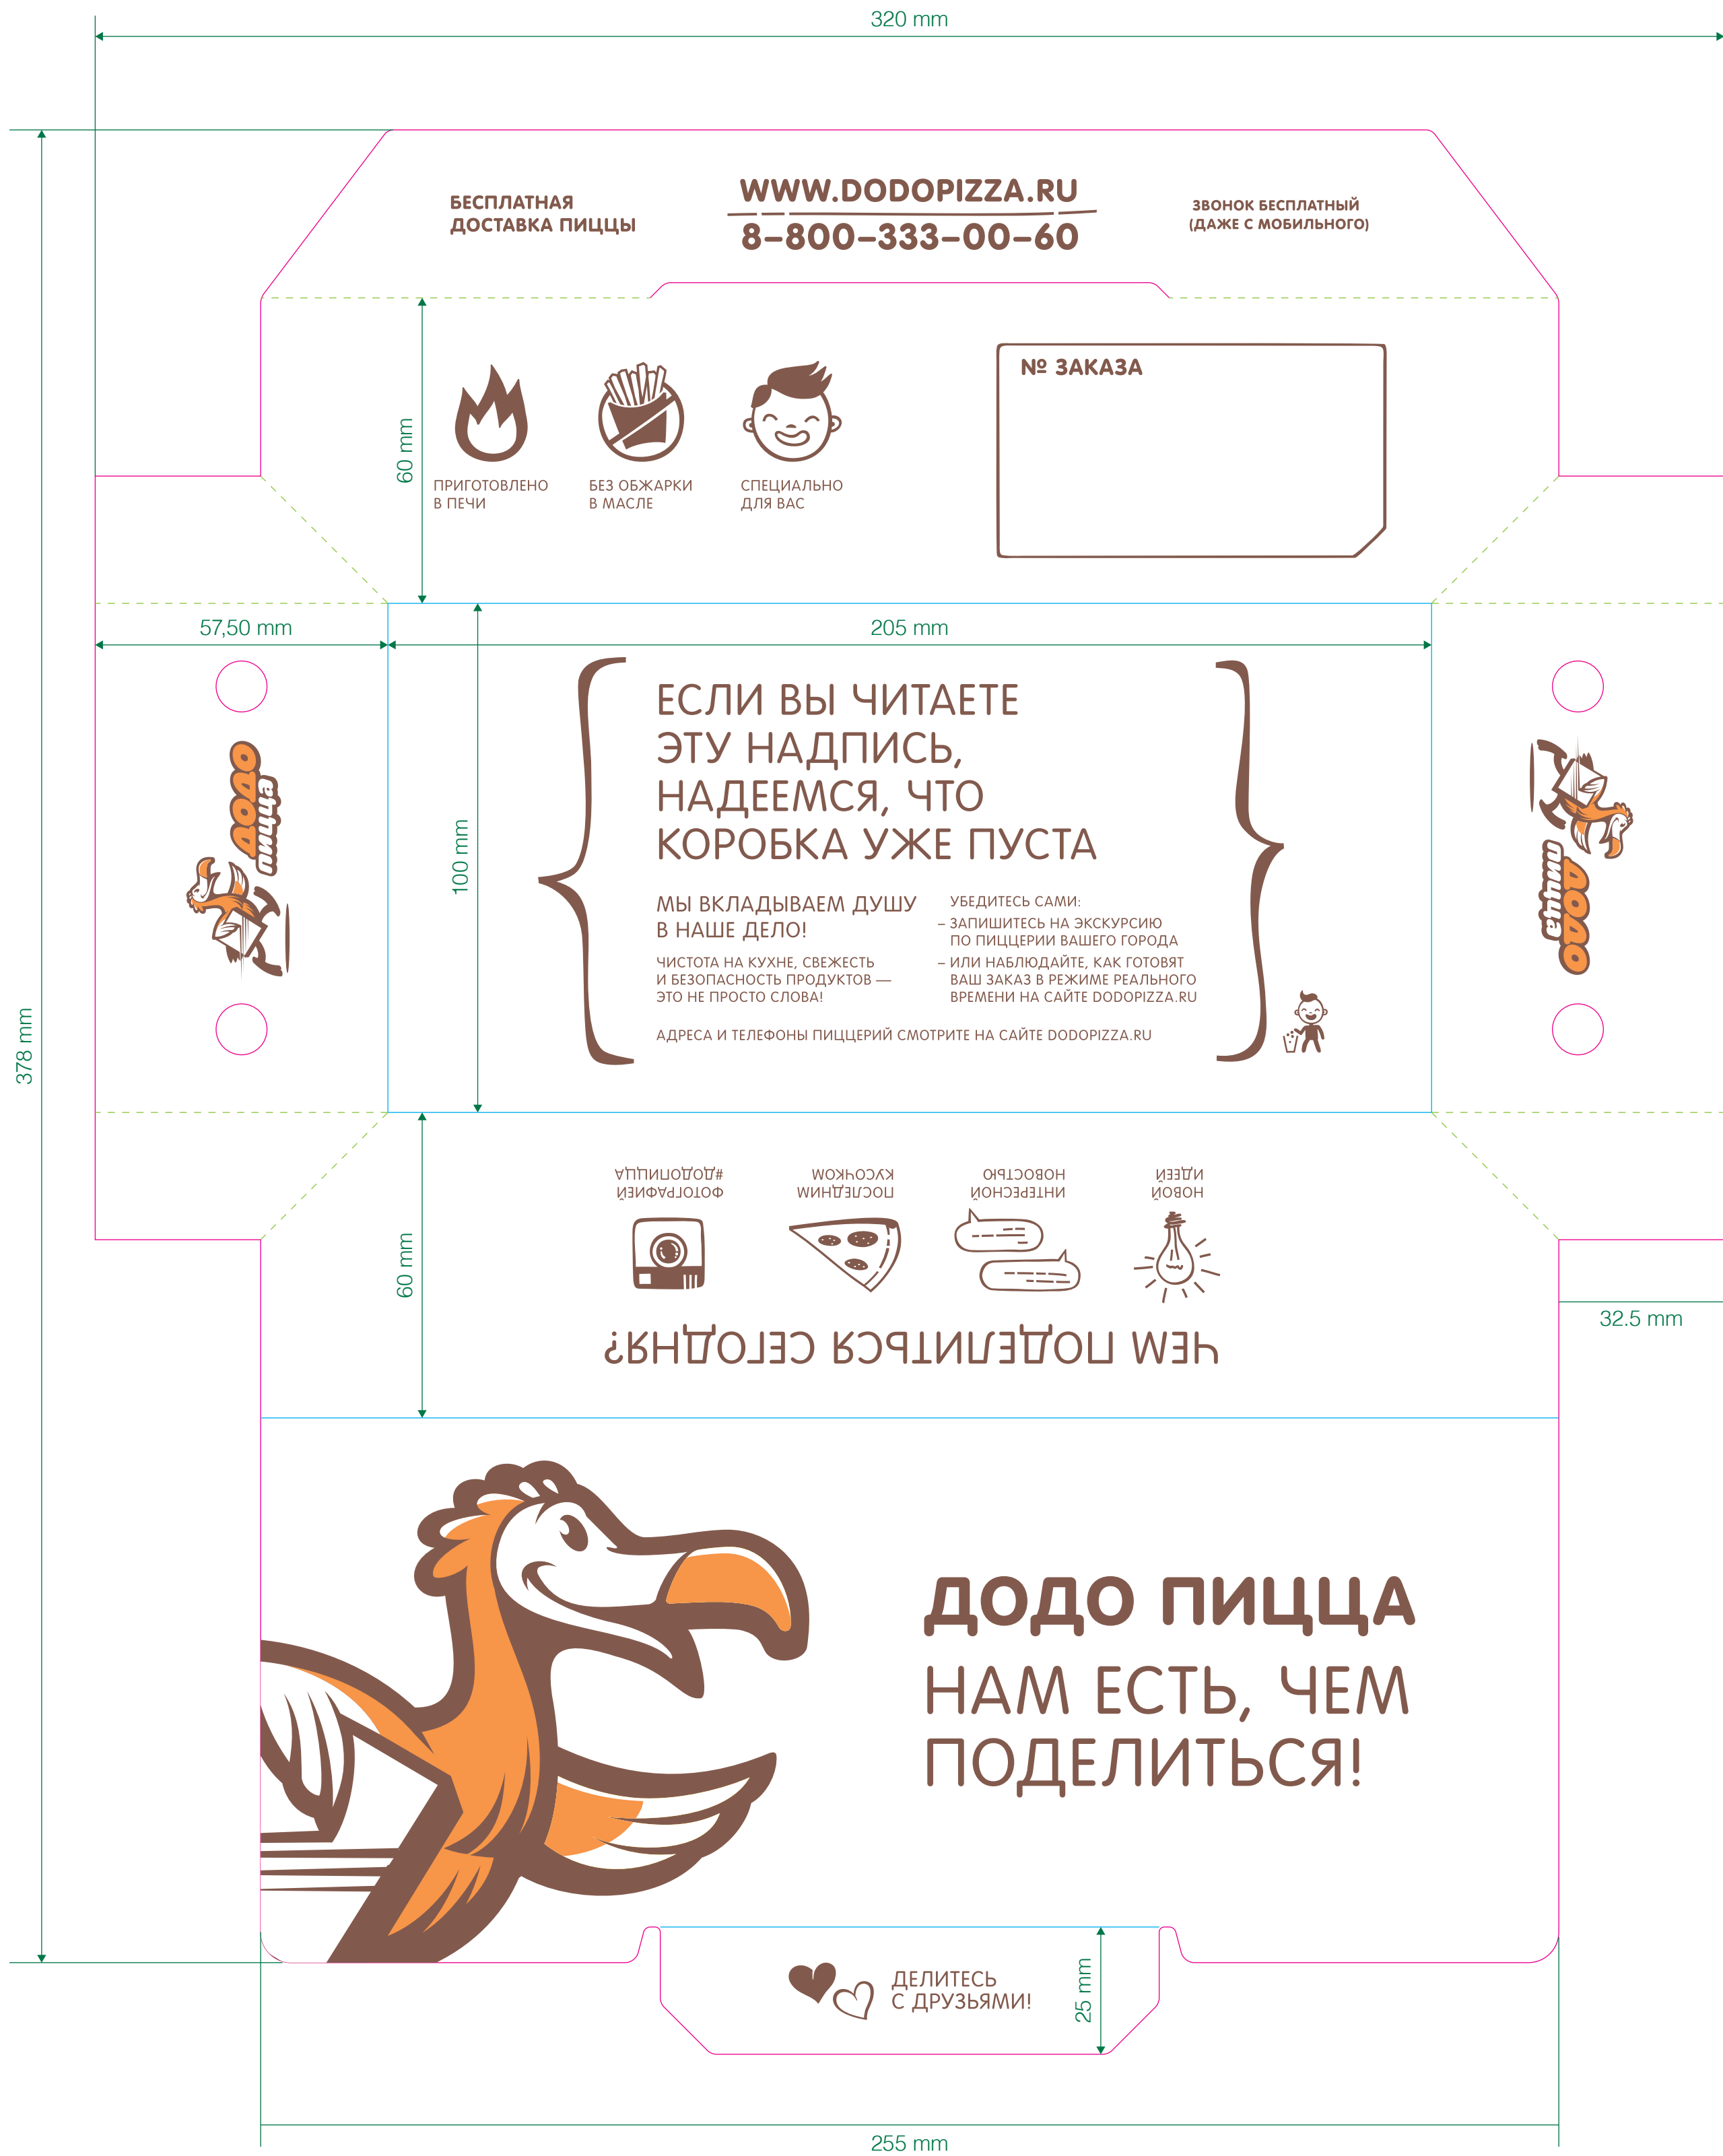 320 mm
БЕСПЛАТНАЯ
ДОСТАВКА ПИЦЦЫ
WWW.DODOPIZZA.RU
8–800–333–00–60
ЗВОНОК БЕСПЛАТНЫЙ
(ДАЖЕ С МОБИЛЬНОГО)
60 mm
ПРИГОТОВЛЕНО
В ПЕЧИ
БЕЗ ОБЖАРКИ
В МАСЛЕ
СПЕЦИАЛЬНО
ДЛЯ ВАС
№ ЗАКАЗА
57,50 mm
205 mm
100 mm
378 mm
додо
пицца
ЕСЛИ ВЫ ЧИТАЕТЕ
ЭТУ НАДПИСЬ,
НАДЕЕМСЯ, ЧТО
КОРОБКА УЖЕ ПУСТА
МЫ ВКЛАДЫВАЕМ ДУШУ
В НАШЕ ДЕЛО!
ЧИСТОТА НА КУХНЕ, СВЕЖЕСТЬ
И БЕЗОПАСНОСТЬ ПРОДУКТОВ —
ЭТО НЕ ПРОСТО СЛОВА!
УБЕДИТЕСЬ САМИ:
– ЗАПИШИТЕСЬ НА ЭКСКУРСИЮ
ПО ПИЦЦЕРИИ ВАШЕГО ГОРОДА
– ИЛИ НАБЛЮДАЙТЕ, КАК ГОТОВЯТ
ВАШ ЗАКАЗ В РЕЖИМЕ РЕАЛЬНОГО
ВРЕМЕНИ НА САЙТЕ DODOPIZZA.RU
АДРЕСА И ТЕЛЕФОНЫ ПИЦЦЕРИЙ СМОТРИТЕ НА САЙТЕ DODOPIZZA.RU
додо
пицца
60 mm
ЧЕМ ПОДЕЛИТЬСЯ СЕГОДНЯ?
НОВОЙ
ИДЕЕЙ
ИНТЕРЕСНОЙ
НОВОСТЬЮ
ПОСЛЕДНИМ
КУСОЧКОМ
ФОТОГРАФИЕЙ
#ДОДОПИЦЦА
32.5 mm
ДОДО ПИЦЦА
НАМ ЕСТЬ, ЧЕМ
ПОДЕЛИТЬСЯ!
ДЕЛИТЕСЬ
С ДРУЗЬЯМИ!
25 mm
255 mm